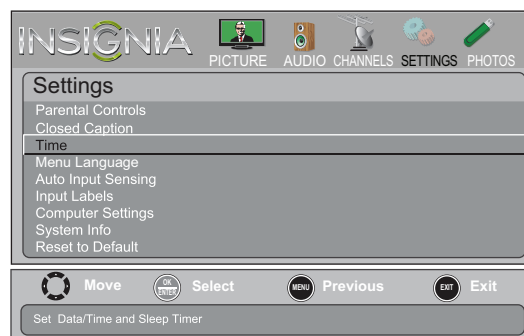 INSIGNIA
PICTURE AUDIO CHANNELS SETTINGS PHOTOS
Settings
Parental Controls
Closed Caption
Time
Menu Language
Auto Input Sensing
Input Labels
Computer Settings
System Info
Reset to Default
Move OK ENTER Select MENU Previous EXIT Exit
Set Data/Time and Sleep Timer